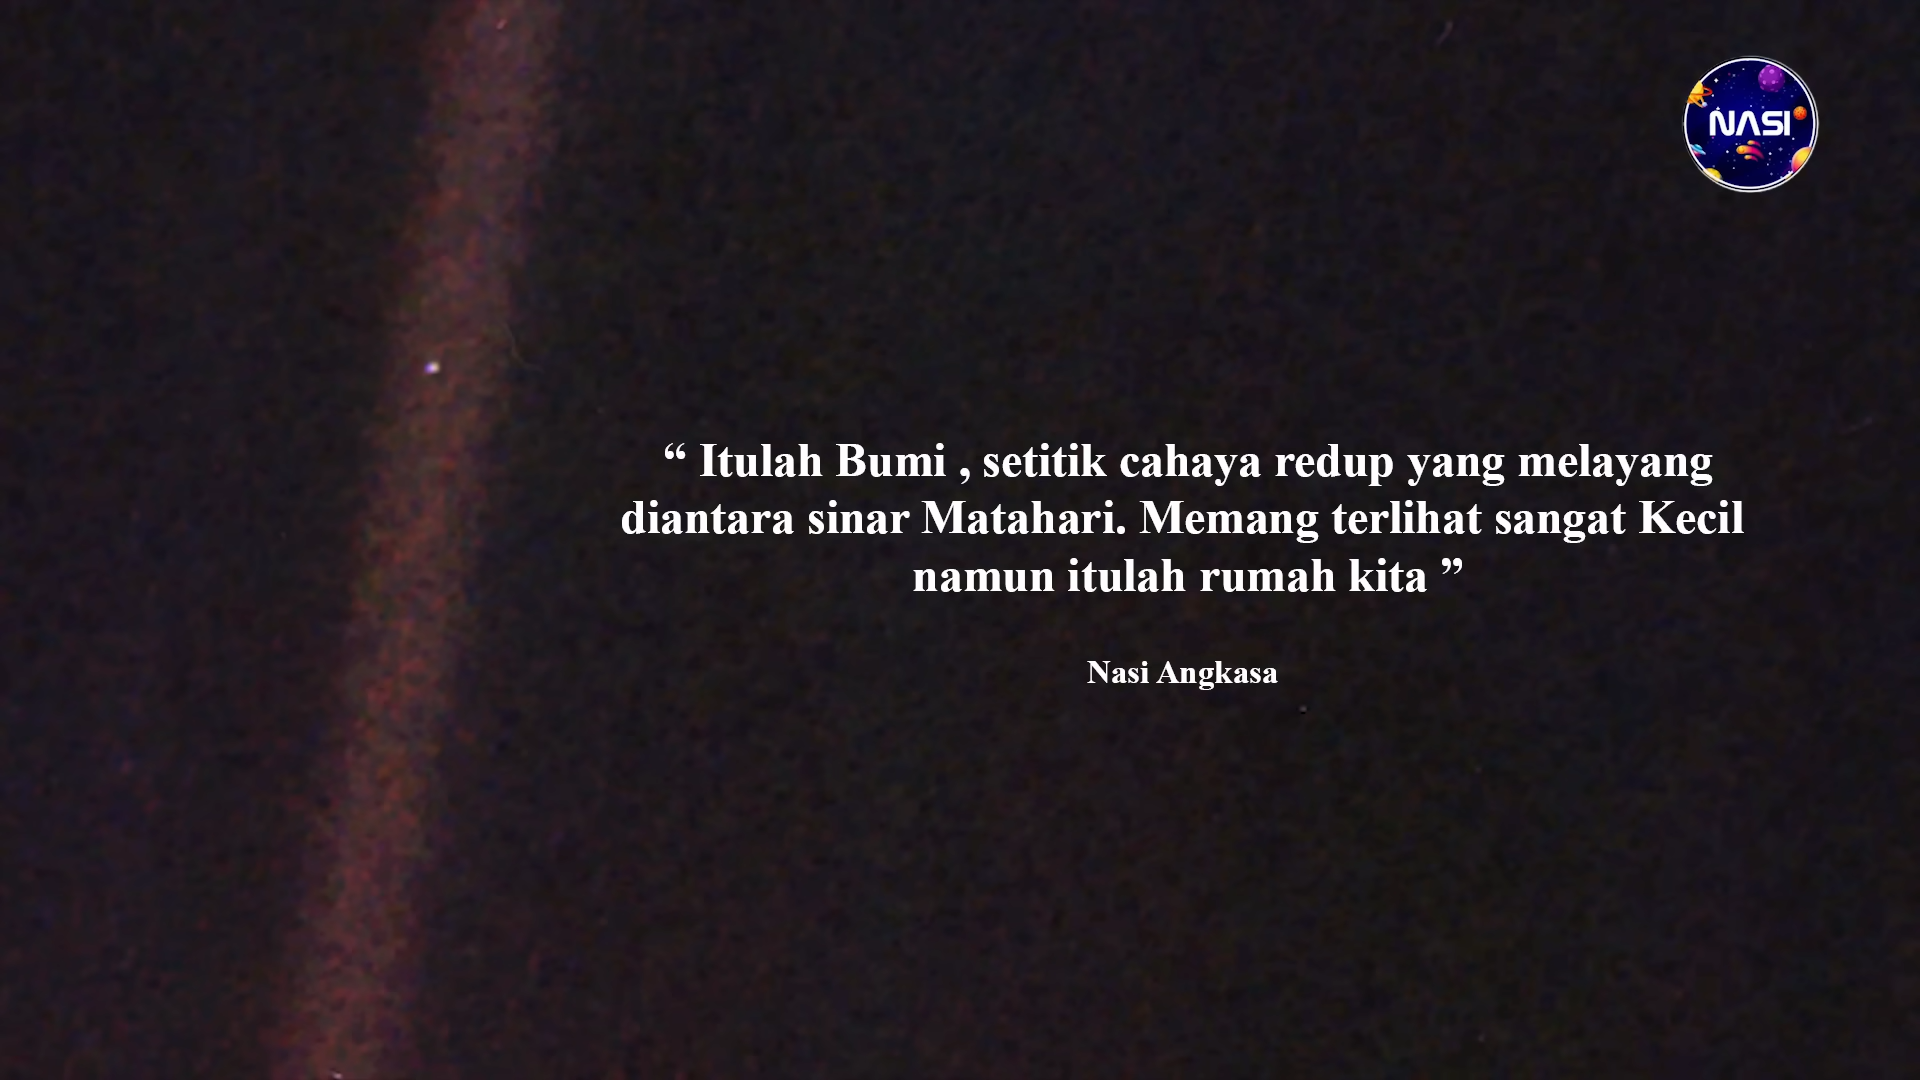 NASI
“ Itulah Bumi , setitik cahaya redup yang melayang
diantara sinar Matahari. Memang terlihat sangat Kecil
namun itulah rumah kita ”
Nasi Angkasa